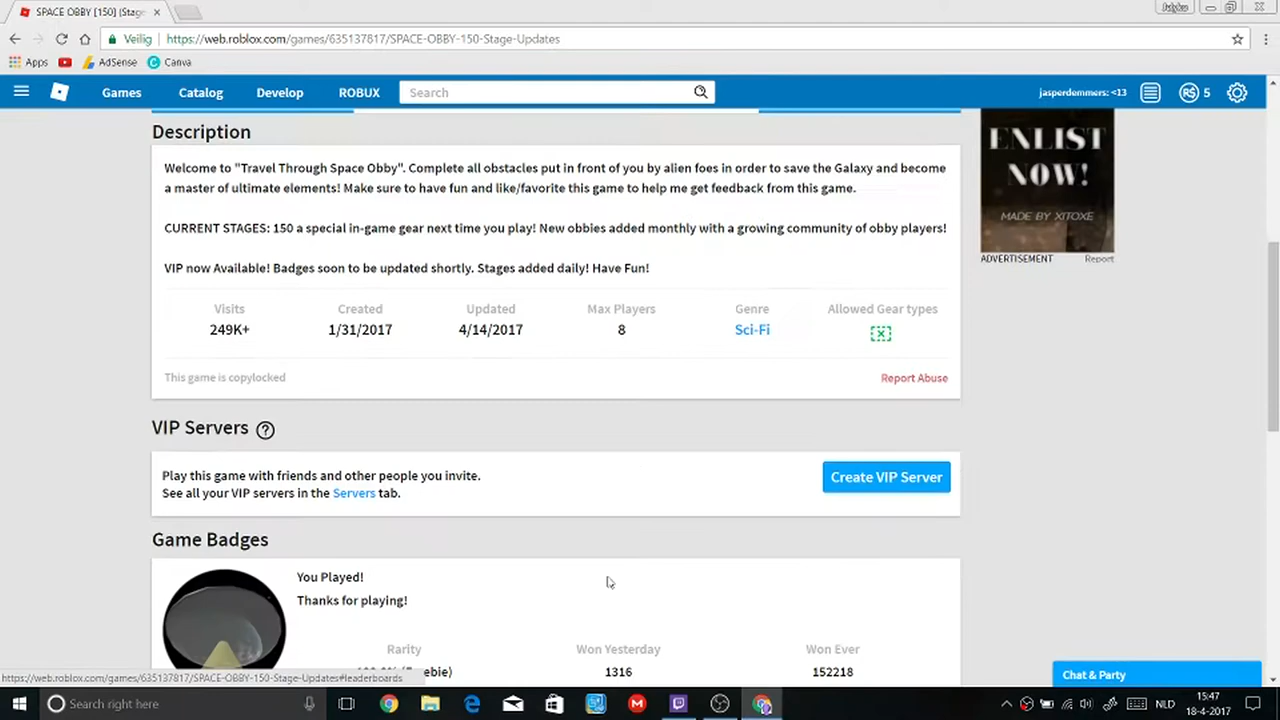 SPACE OBBY [150] [Stage
Veilig
https://web.roblox.com/games/635137817/SPACE-OBBY-150-Stage-Updates
Apps
AdSense
Canva
Games
Catalog
Develop
ROBUX
Search
jasperdemmers: <13
R$ 5
Description
Welcome to "Travel Through Space Obby". Complete all obstacles put in front of you by alien foes in order to save the Galaxy and become
a master of ultimate elements! Make sure to have fun and like/favorite this game to help me get feedback from this game.
CURRENT STAGES: 150 a special in-game gear next time you play! New obbies added monthly with a growing community of obby players!
VIP now Available! Badges soon to be updated shortly. Stages added daily! Have Fun!
Visits
Created
Updated
Max Players
Genre
Allowed Gear types
249K+
1/31/2017
4/14/2017
8
Sci-Fi
This game is copylocked
Report Abuse
ENLIST
NOW!
MADE BY XITOXE
ADVERTISEMENT
Report
VIP Servers
Play this game with friends and other people you invite.
See all your VIP servers in the Servers tab.
Create VIP Server
Game Badges
You Played!
Thanks for playing!
Rarity
Won Yesterday
Won Ever
1316
152218
https://web.roblox.com/games/635137817/SPACE-OBBY-150-Stage-Updates#leaderboards
Chat & Party
Search right here
NLD
15:47
18-4-2017